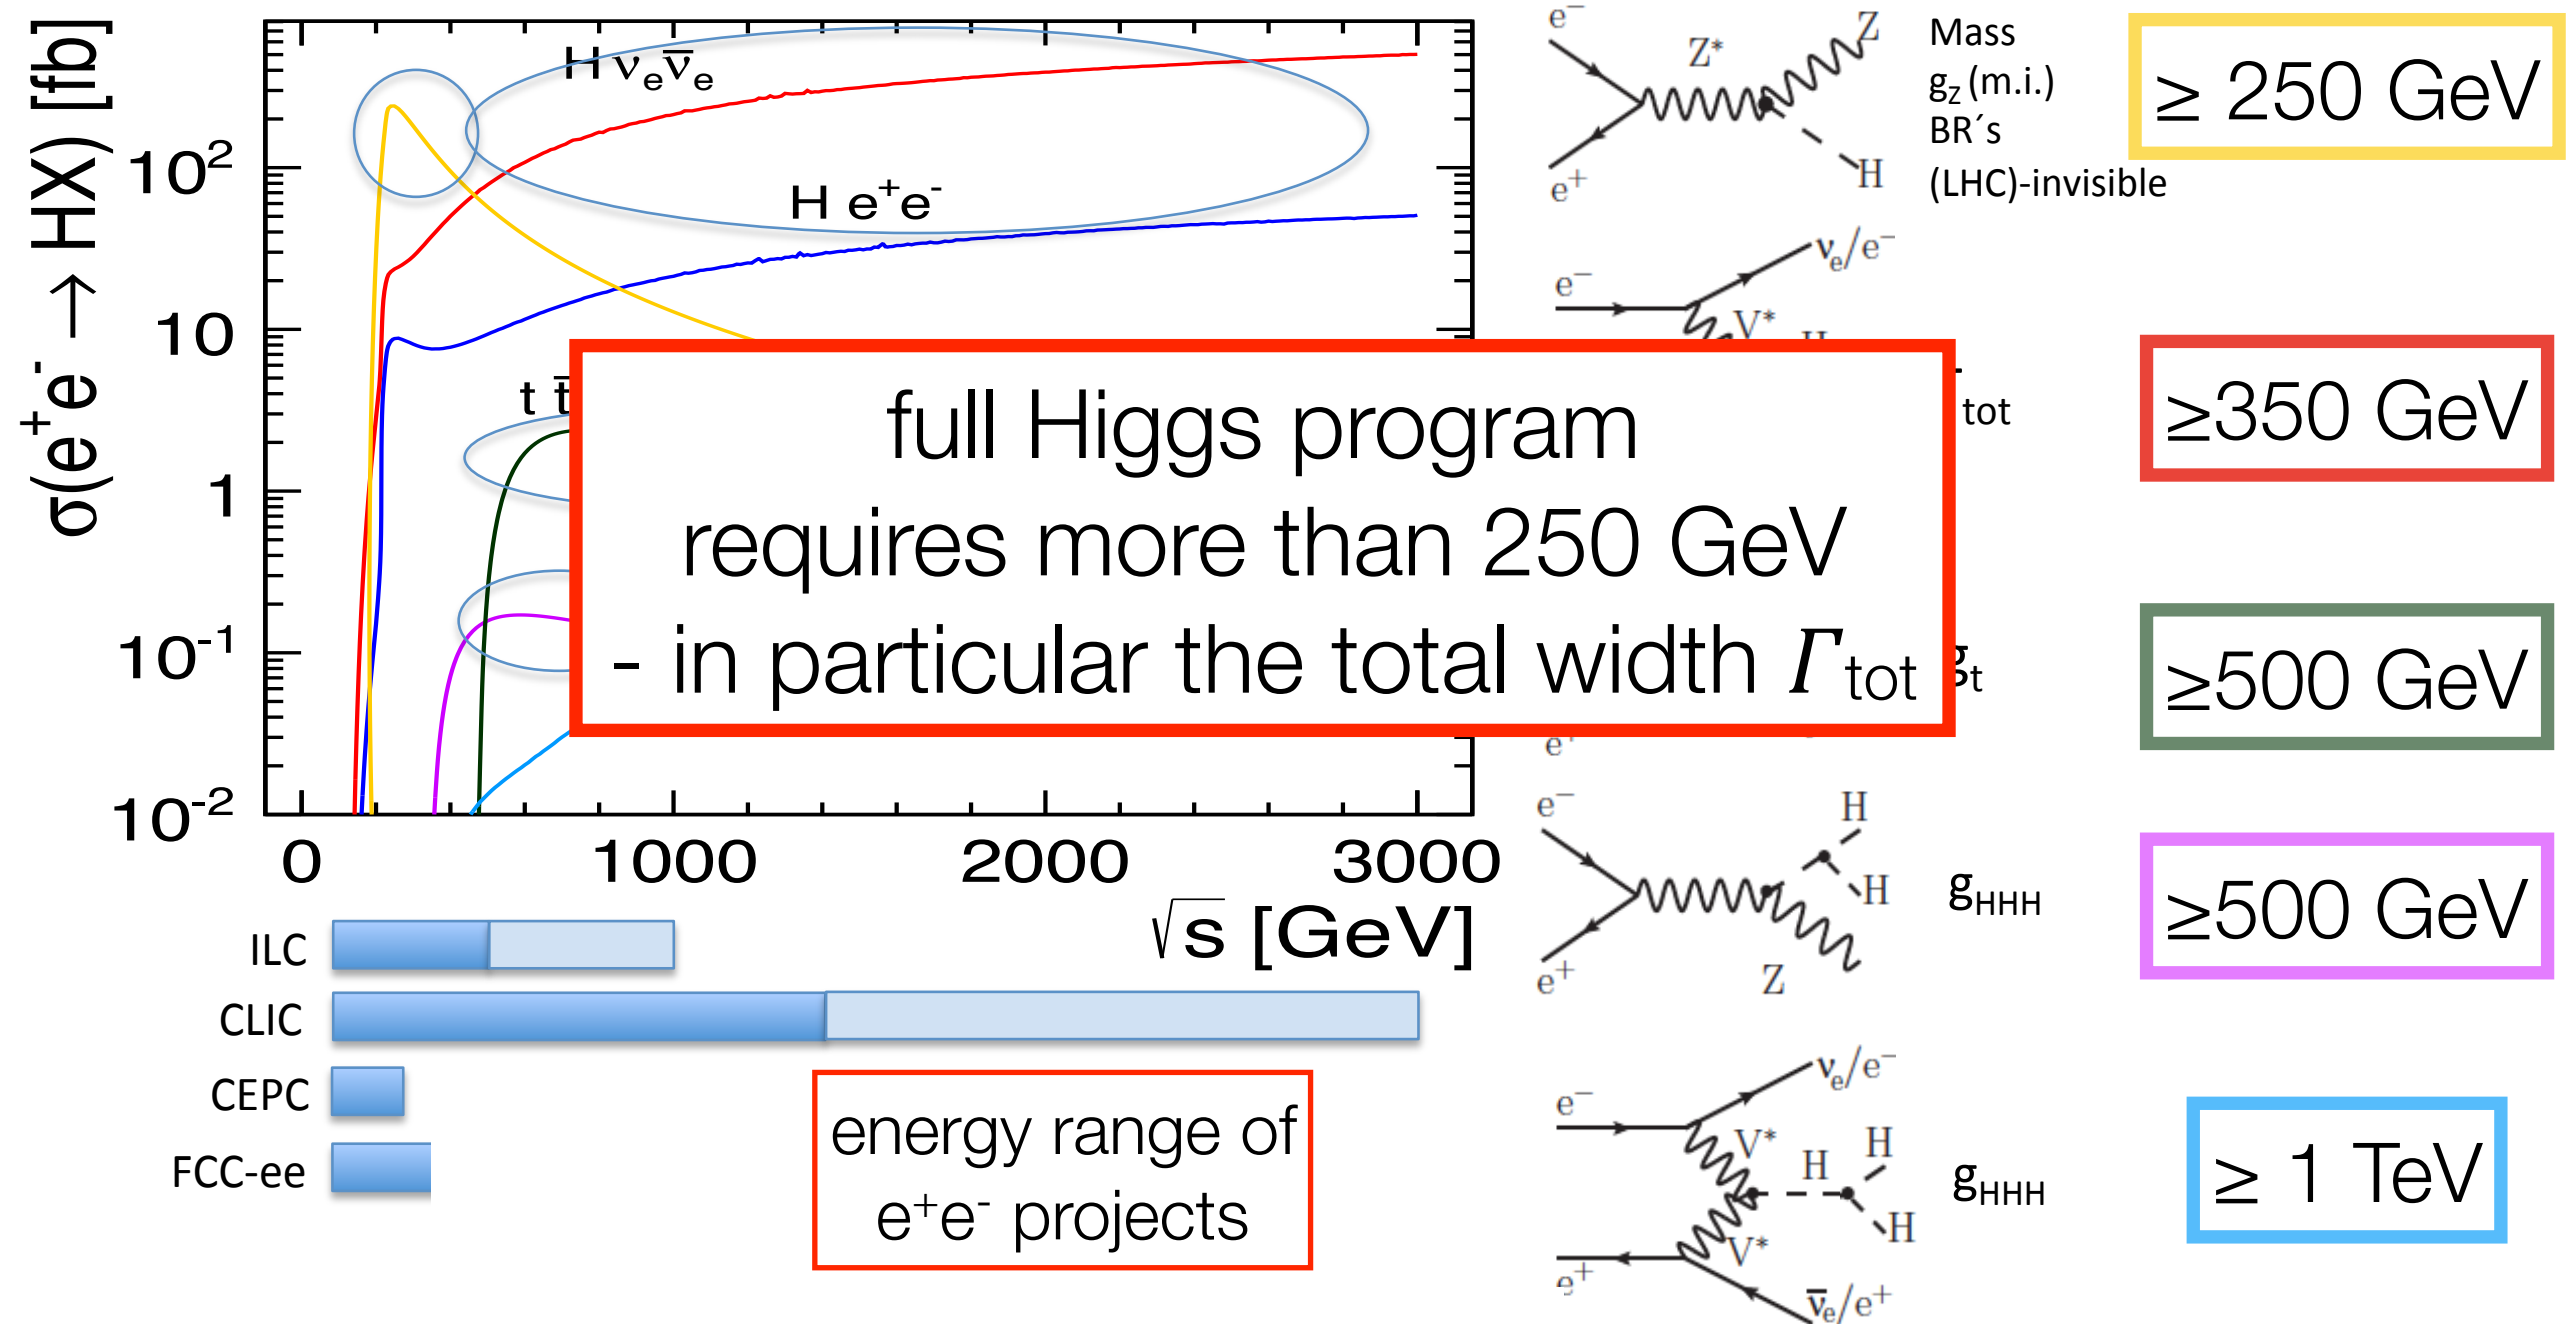 σ(e⁺e⁻ → HX) [fb]
10²
10
1
10⁻¹
10⁻²
H νₑν̅ₑ
H e⁺e⁻
t t̅
0 1000 2000 3000
√s [GeV]
ILC
CLIC
CEPC
FCC-ee
energy range of
e⁺e⁻ projects
full Higgs program
requires more than 250 GeV
- in particular the total width Γtot
e⁻
Z*
Z
e⁺
H
Mass
g_Z (m.i.)
BR´s
(LHC)-invisible
≥ 250 GeV
νₑ/e⁻
e⁻
V*
tot
≥350 GeV
gₜ
e⁺
≥500 GeV
e⁻
H
H
e⁺
Z
g_HHH
≥500 GeV
νₑ/e⁻
e⁻
V*
H
H
H
V*
e⁺
ν̅ₑ/e⁺
g_HHH
≥ 1 TeV